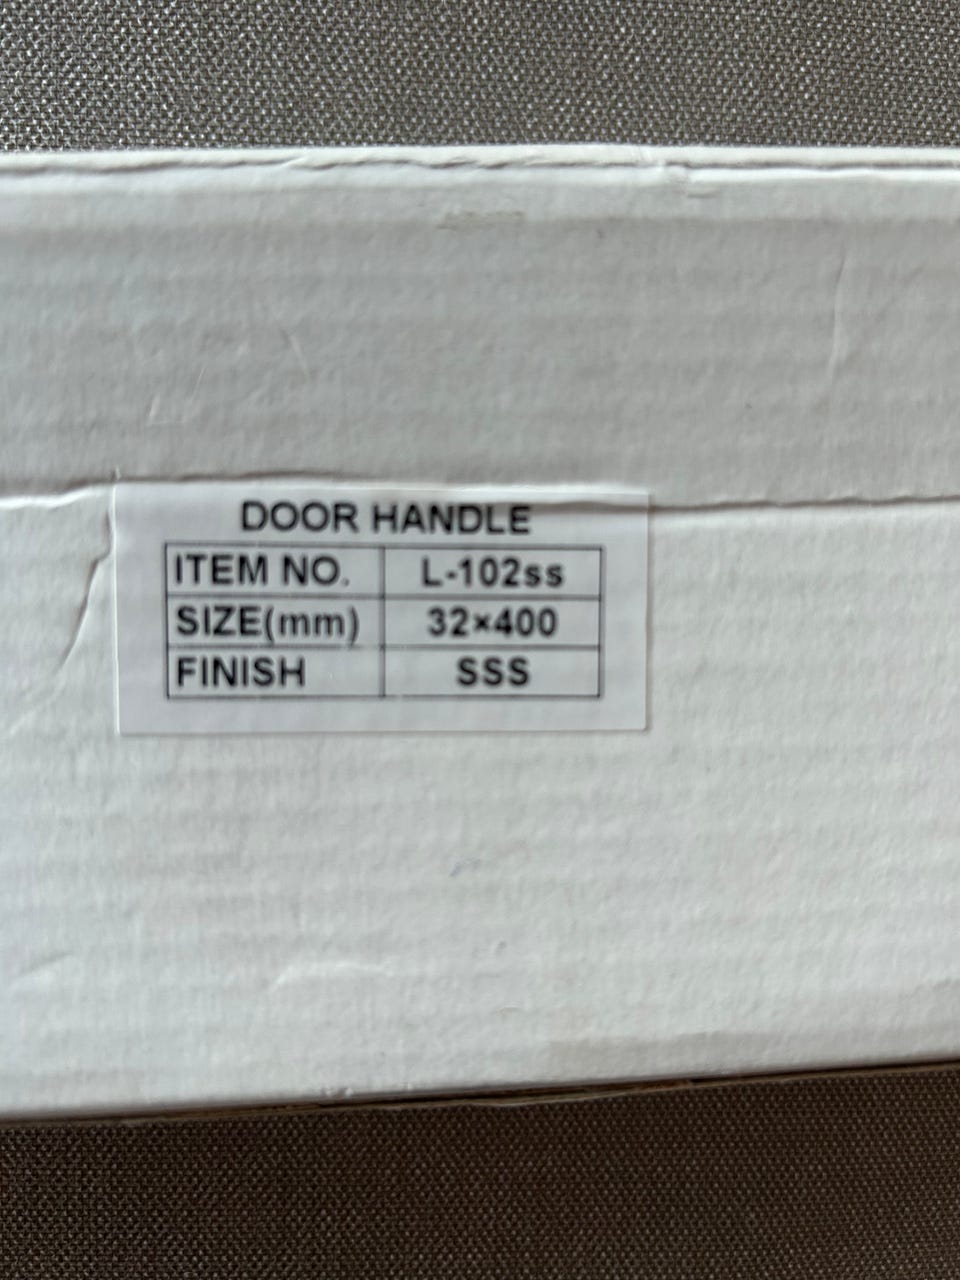 DOOR HANDLE
ITEM NO. L-102ss
SIZE(mm) 32×400
FINISH SSS